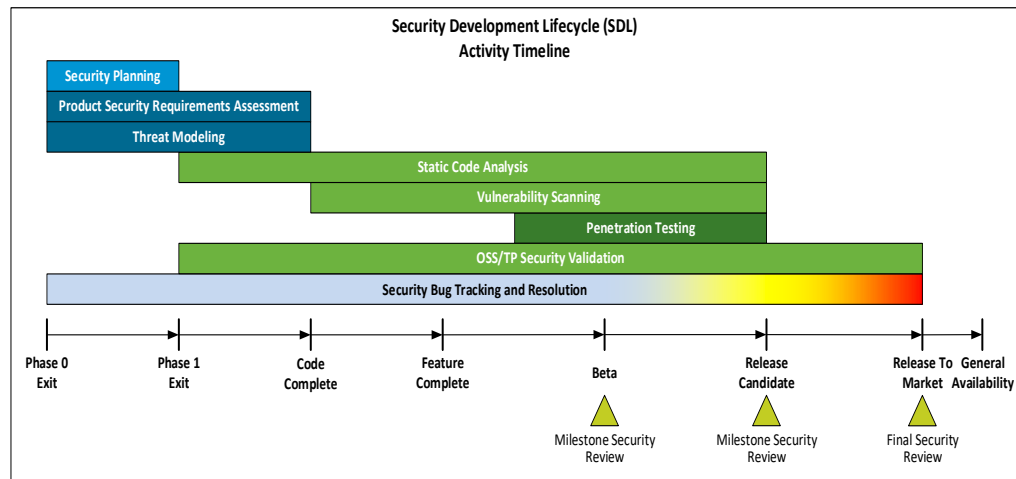 Security Development Lifecycle (SDL)
Activity Timeline
Security Planning
Product Security Requirements Assessment
Threat Modeling
Static Code Analysis
Vulnerability Scanning
Penetration Testing
OSS/TP Security Validation
Security Bug Tracking and Resolution
Phase 0
Exit
Phase 1
Exit
Code
Complete
Feature
Complete
Beta
Release
Candidate
Release To
Market
General
Availability
Milestone Security
Review
Milestone Security
Review
Final Security
Review